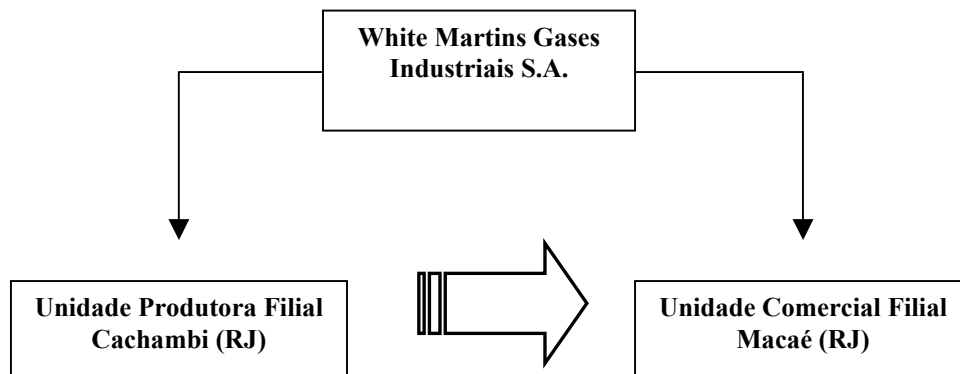 White Martins Gases
Industriais S.A.
Unidade Produtora Filial
Cachambi (RJ)
Unidade Comercial Filial
Macaé (RJ)